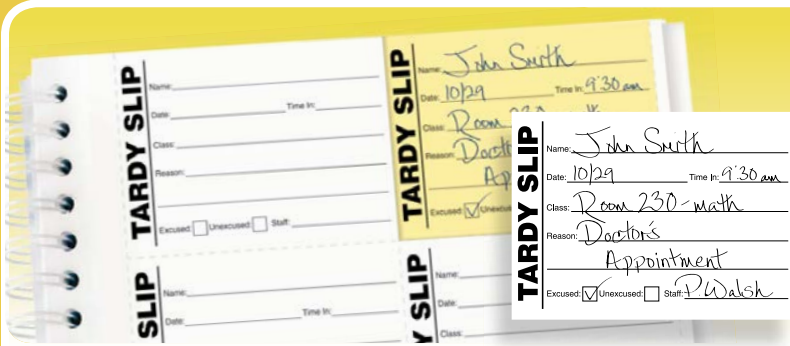 TARDY SLIP
Name:
Date: Time In:
Class:
Reason:
Excused: Unexcused: Staff:
TARDY SLIP
Name: John Smith
Date: 10/29 Time In: 9:30 am
Class: Room 230
Reason:
Excused:
TARDY SLIP
Name: John Smith
Date: 10/29 Time In: 9:30 am
Class: Room 230-math
Reason: Doctor's
Appointment
Excused: Unexcused: Staff: P. Walsh
SLIP
Name:
Date: Time In:
Name:
Date:
Class: